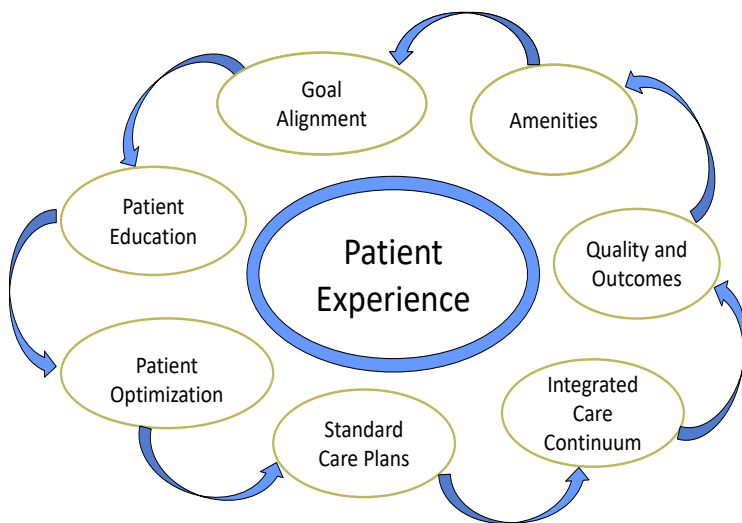 Goal
Alignment
Amenities
Patient
Education
Patient
Experience
Quality and
Outcomes
Patient
Optimization
Standard
Care Plans
Integrated
Care
Continuum